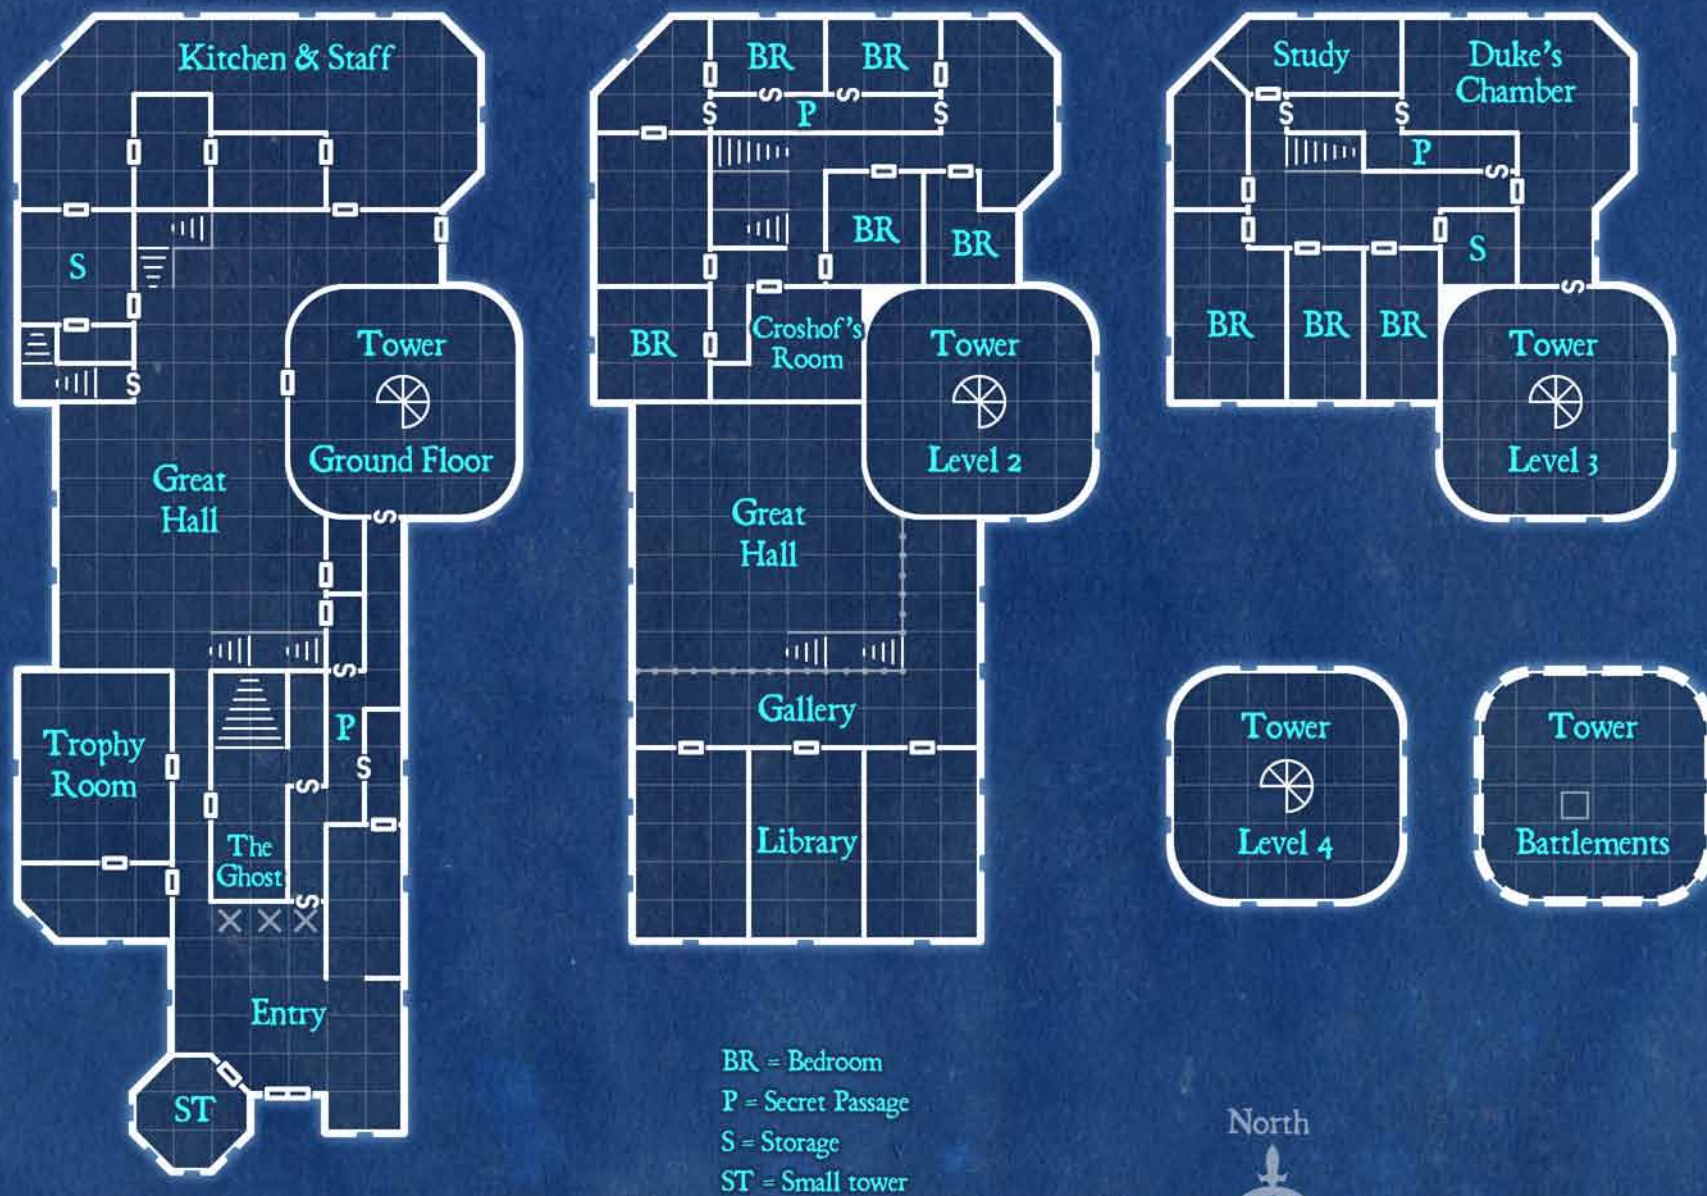 Kitchen & Staff
S
Tower
Ground Floor
Great
Hall
S
S
S
P
S
S
Trophy
Room
The
Ghost
S
Entry
ST
BR
BR
S
S
S
P
S
BR
BR
BR
Croshof's
Room
Tower
Level 2
Great
Hall
Gallery
Library
Study
Duke's
Chamber
S
S
P
S
S
S
BR
BR
BR
Tower
Level 3
Tower
Level 4
Tower
Battlements
BR = Bedroom
P = Secret Passage
S = Storage
ST = Small tower
North